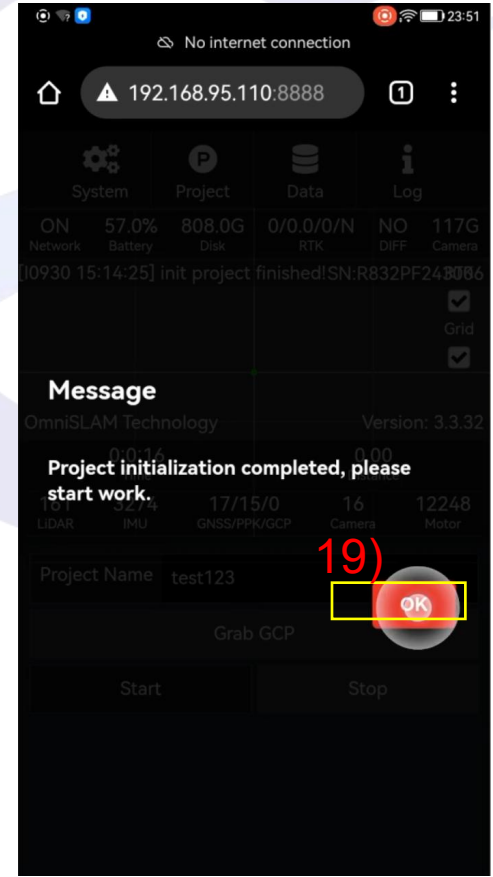 23:51
No internet connection
192.168.95.110:8888
1
System Project Data Log
ON 57.0% 808.0G 0/0.0/0/N NO 117G
Network Battery Disk RTK DIFF Camera
[I0930 15:14:25] init project finished!SN:R832PF243
Grid
Message
OmniSLAM Technology Version: 3.3.32
0:0:16 0.00
Project initialization completed, please
start work.
3274 17/15/0 16 12248
LiDAR IMU GNSS/PPK/GCP Camera Motor
19)
Project Name test123
OK
Grab GCP
Start Stop